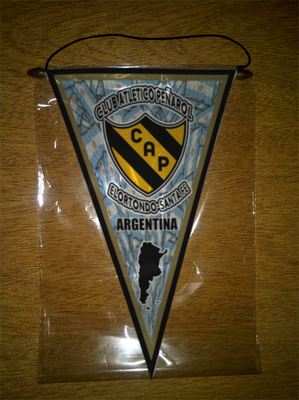 CLUB ATLETICO PEÑAROL
CAP
ELORTONDO-SANTA FE
ARGENTINA